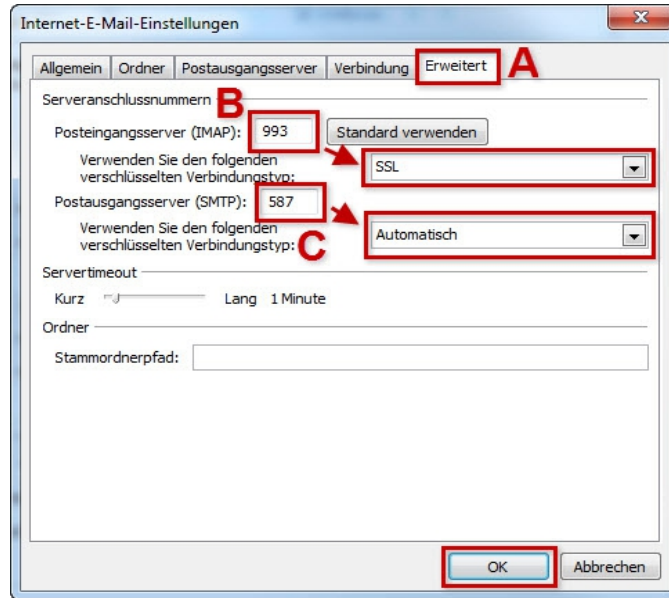 Internet-E-Mail-Einstellungen
Allgemein Ordner Postausgangsserver Verbindung Erweitert A
Serveranschlussnummern B
Posteingangsserver (IMAP): 993 Standard verwenden
Verwenden Sie den folgenden
verschlüsselten Verbindungstyp: SSL
Postausgangsserver (SMTP): 587
Verwenden Sie den folgenden
verschlüsselten Verbindungstyp: C Automatisch
Servertimeout
Kurz Lang 1 Minute
Ordner
Stammordnerpfad:
OK Abbrechen